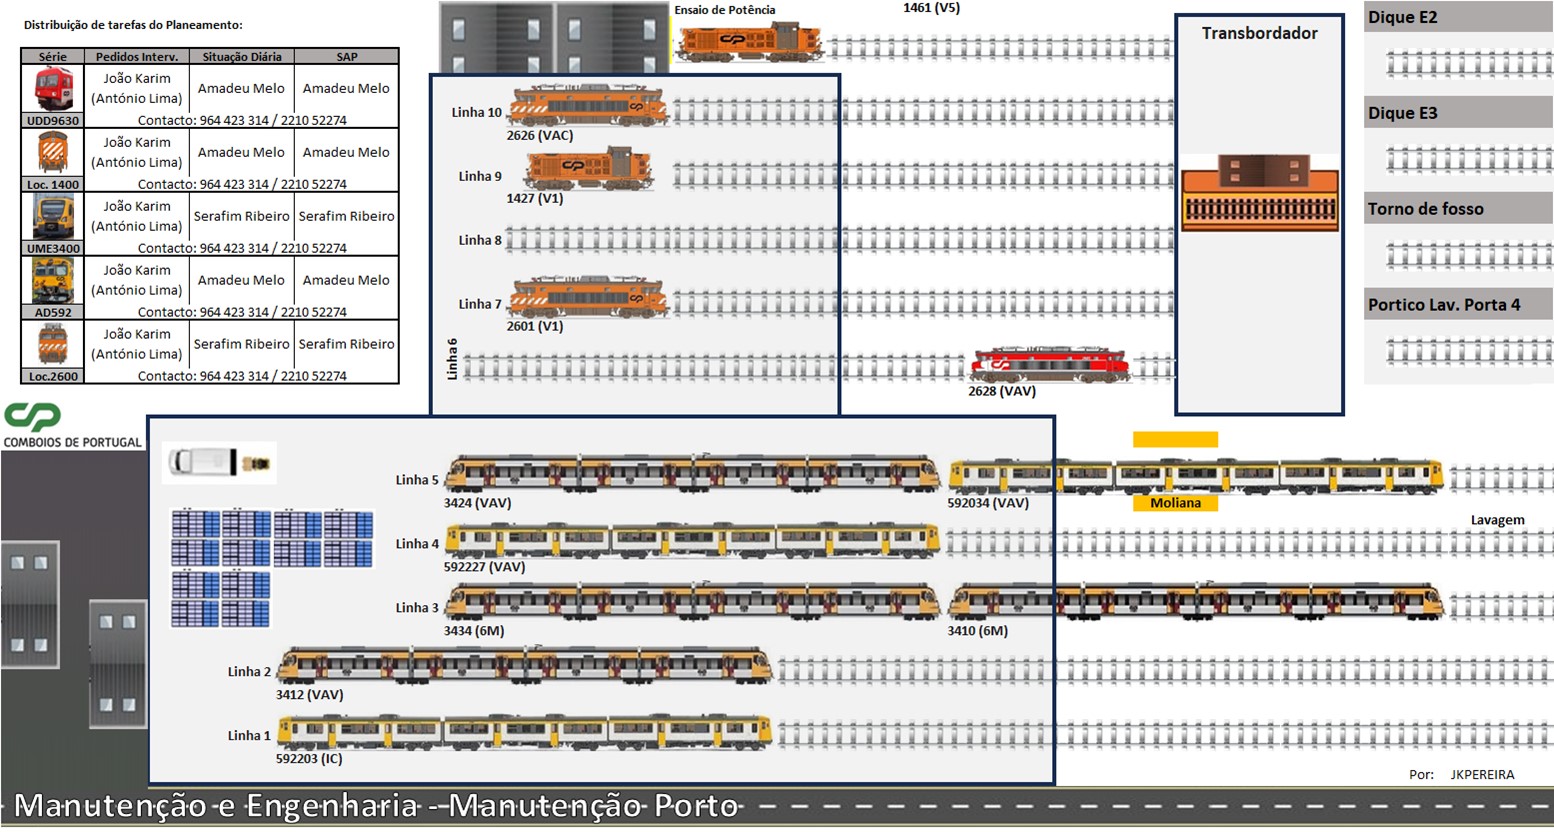 Distribuição de tarefas do Planeamento:
Série Pedidos Interv. Situação Diária SAP
UDD9630 João Karim (António Lima) Amadeu Melo Amadeu Melo
Contacto: 964 423 314 / 2210 52274
Loc. 1400 João Karim (António Lima) Amadeu Melo Amadeu Melo
Contacto: 964 423 314 / 2210 52274
UME3400 João Karim (António Lima) Serafim Ribeiro Serafim Ribeiro
Contacto: 964 423 314 / 2210 52274
AD592 João Karim (António Lima) Amadeu Melo Amadeu Melo
Contacto: 964 423 314 / 2210 52274
Loc.2600 João Karim (António Lima) Serafim Ribeiro Serafim Ribeiro
Contacto: 964 423 314 / 2210 52274
CP
COMBOIOS DE PORTUGAL
Ensaio de Potência
1461 (V5)
Linha 10
2626 (VAC)
Linha 9
1427 (V1)
Linha 8
Linha 7
2601 (V1)
Linha 6
2628 (VAV)
Transbordador
Dique E2
Dique E3
Torno de fosso
Portico Lav. Porta 4
Linha 5
3424 (VAV)
592034 (VAV)
Moliana
Lavagem
Linha 4
592227 (VAV)
Linha 3
3434 (6M)
3410 (6M)
Linha 2
3412 (VAV)
Linha 1
592203 (IC)
Por: JKPEREIRA
Manutenção e Engenharia - Manutenção Porto